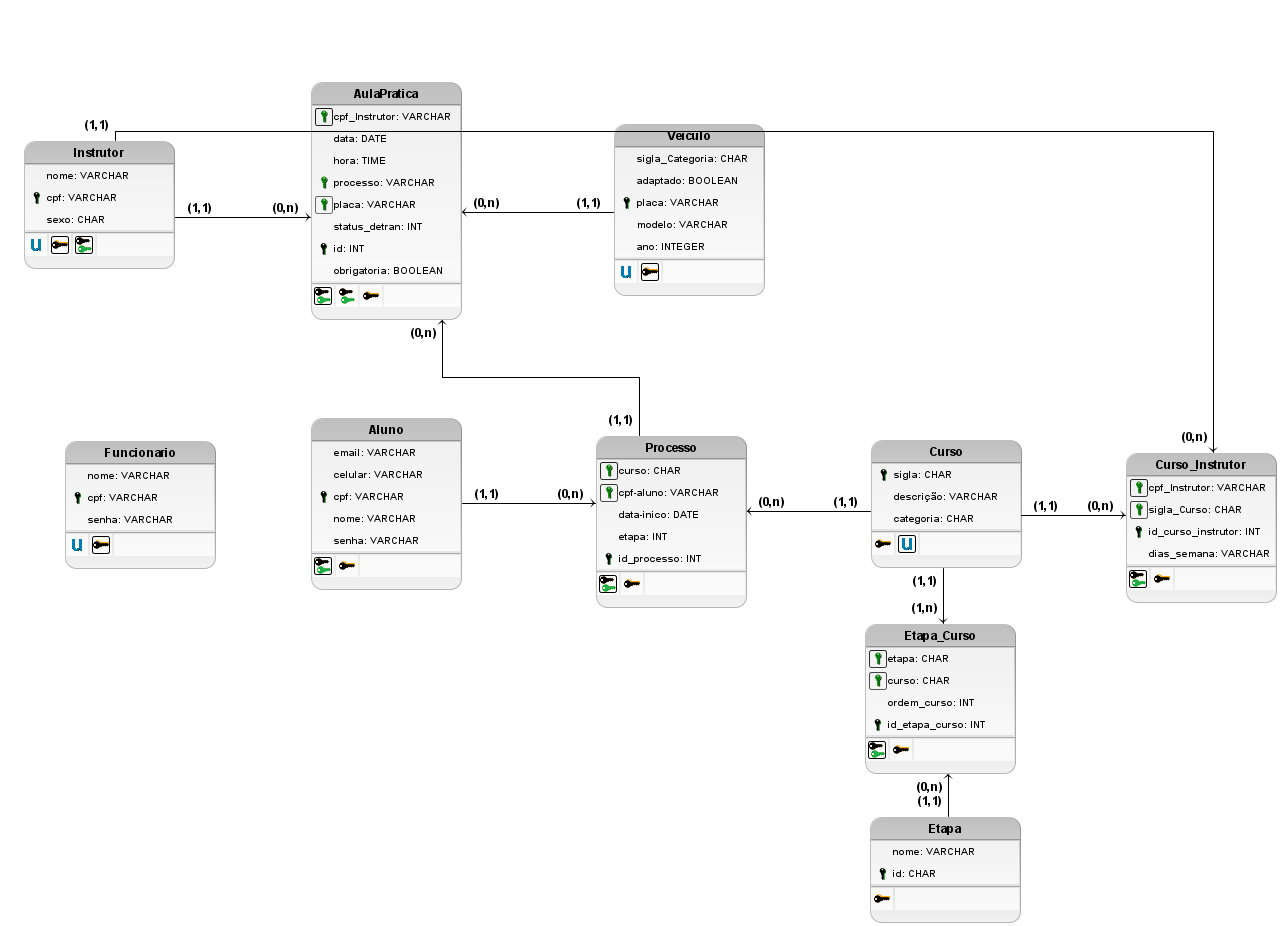 AulaPratica
cpf_Instrutor: VARCHAR
data: DATE
hora: TIME
processo: VARCHAR
placa: VARCHAR
status_detran: INT
id: INT
obrigatoria: BOOLEAN
(1,1)
Instrutor
nome: VARCHAR
cpf: VARCHAR
sexo: CHAR
u
(1,1)
(0,n)
Veiculo
sigla_Categoria: CHAR
adaptado: BOOLEAN
placa: VARCHAR
modelo: VARCHAR
ano: INTEGER
u
(0,n)
(1,1)
(0,n)
(1,1)
Funcionario
nome: VARCHAR
cpf: VARCHAR
senha: VARCHAR
u
Aluno
email: VARCHAR
celular: VARCHAR
cpf: VARCHAR
nome: VARCHAR
senha: VARCHAR
(1,1)
(0,n)
Processo
curso: CHAR
cpf-aluno: VARCHAR
data-inico: DATE
etapa: INT
id_processo: INT
(0,n)
(1,1)
Curso
sigla: CHAR
descrição: VARCHAR
categoria: CHAR
u
(1,1)
(0,n)
(0,n)
Curso_Instrutor
cpf_Instrutor: VARCHAR
sigla_Curso: CHAR
id_curso_instrutor: INT
dias_semana: VARCHAR
(1,1)
(1,n)
Etapa_Curso
etapa: CHAR
curso: CHAR
ordem_curso: INT
id_etapa_curso: INT
(0,n)
(1,1)
Etapa
nome: VARCHAR
id: CHAR